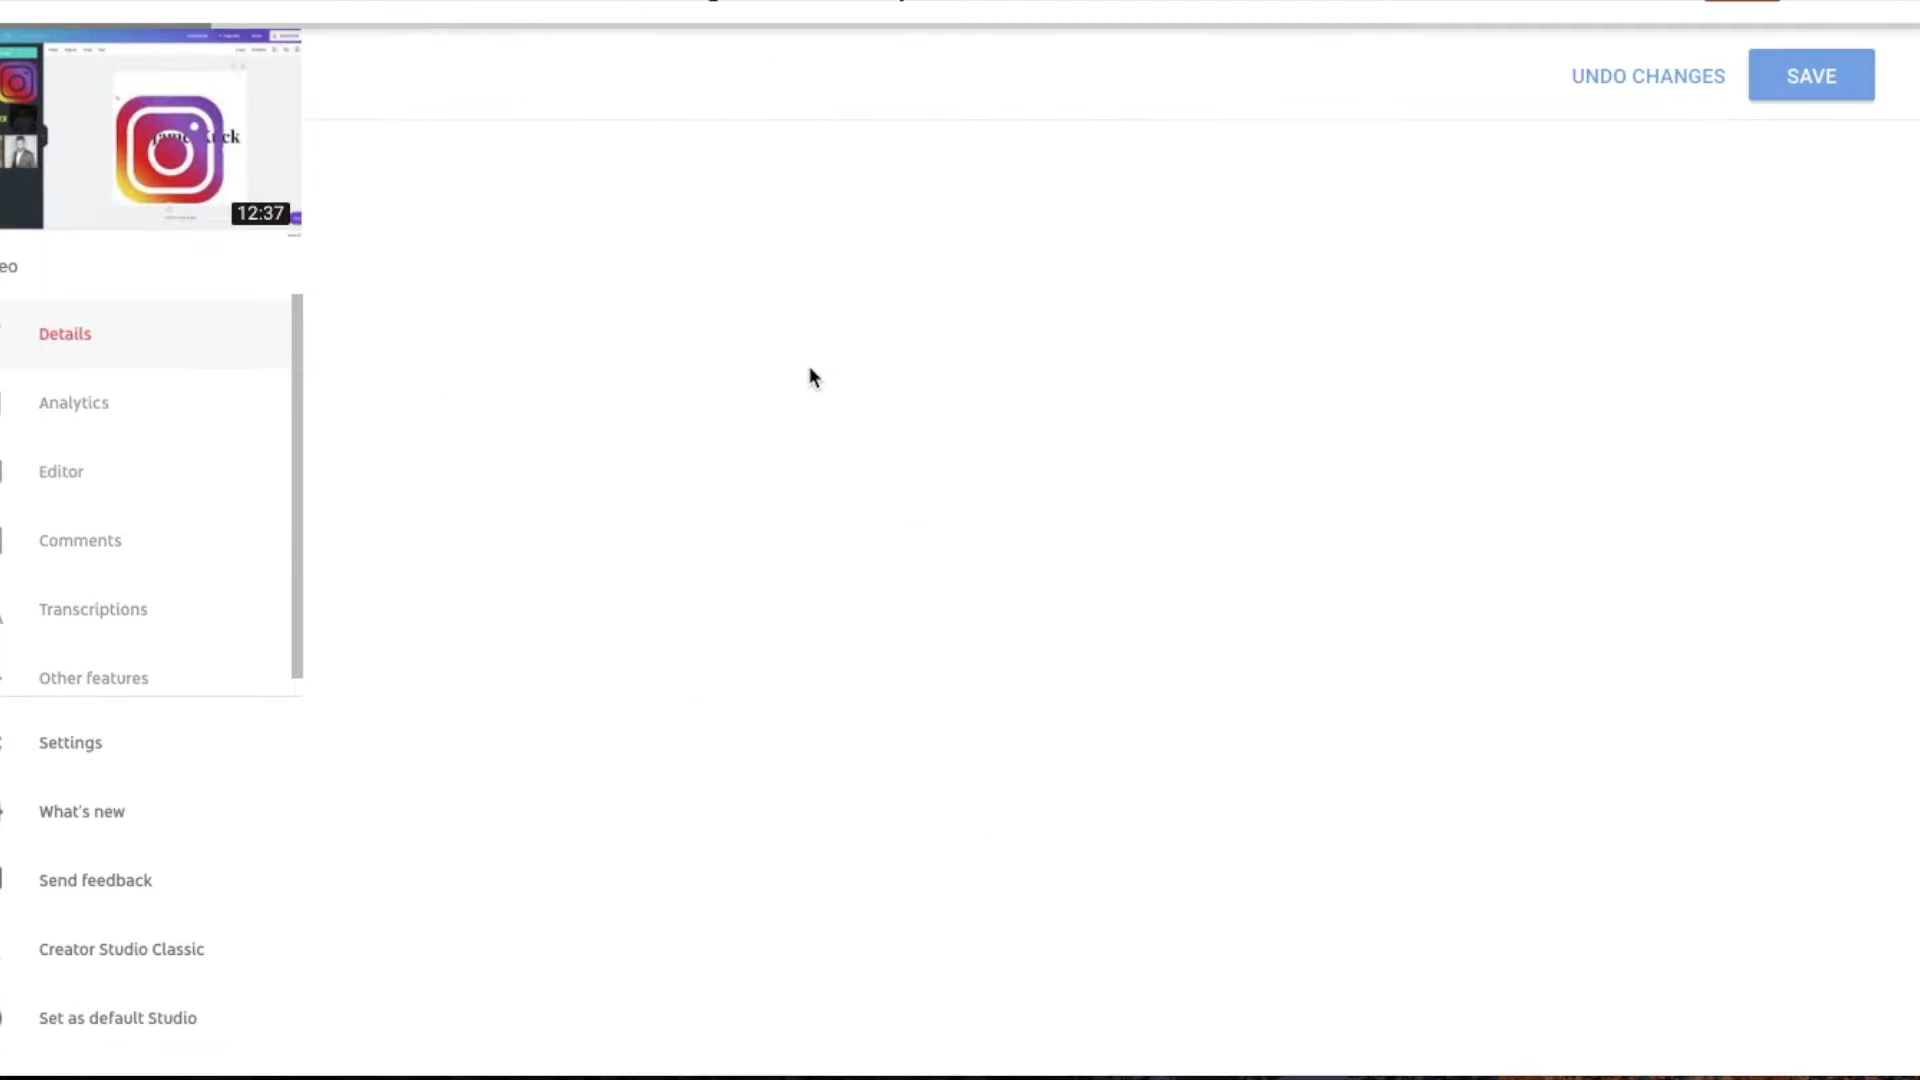 UNDO CHANGES
SAVE
12:37
eo
Details
Analytics
Editor
Comments
Transcriptions
Other features
Settings
What's new
Send feedback
Creator Studio Classic
Set as default Studio